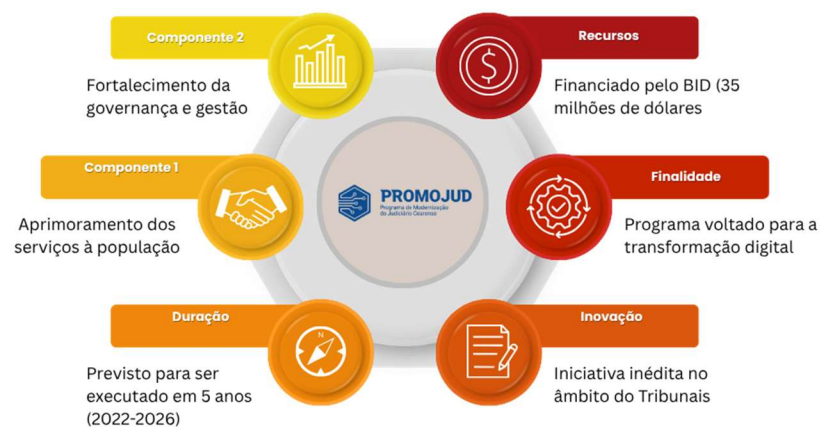 Componente 2
Fortalecimento da
governança e gestão
Recursos
Financiado pelo BID (35
milhões de dólares
Componente 1
Aprimoramento dos
serviços à população
PROMOJUD
Programa de Modernização
do Judiciário Cearense
Finalidade
Programa voltado para a
transformação digital
Duração
Previsto para ser
executado em 5 anos
(2022-2026)
N
Inovação
Iniciativa inédita no
âmbito do Tribunais